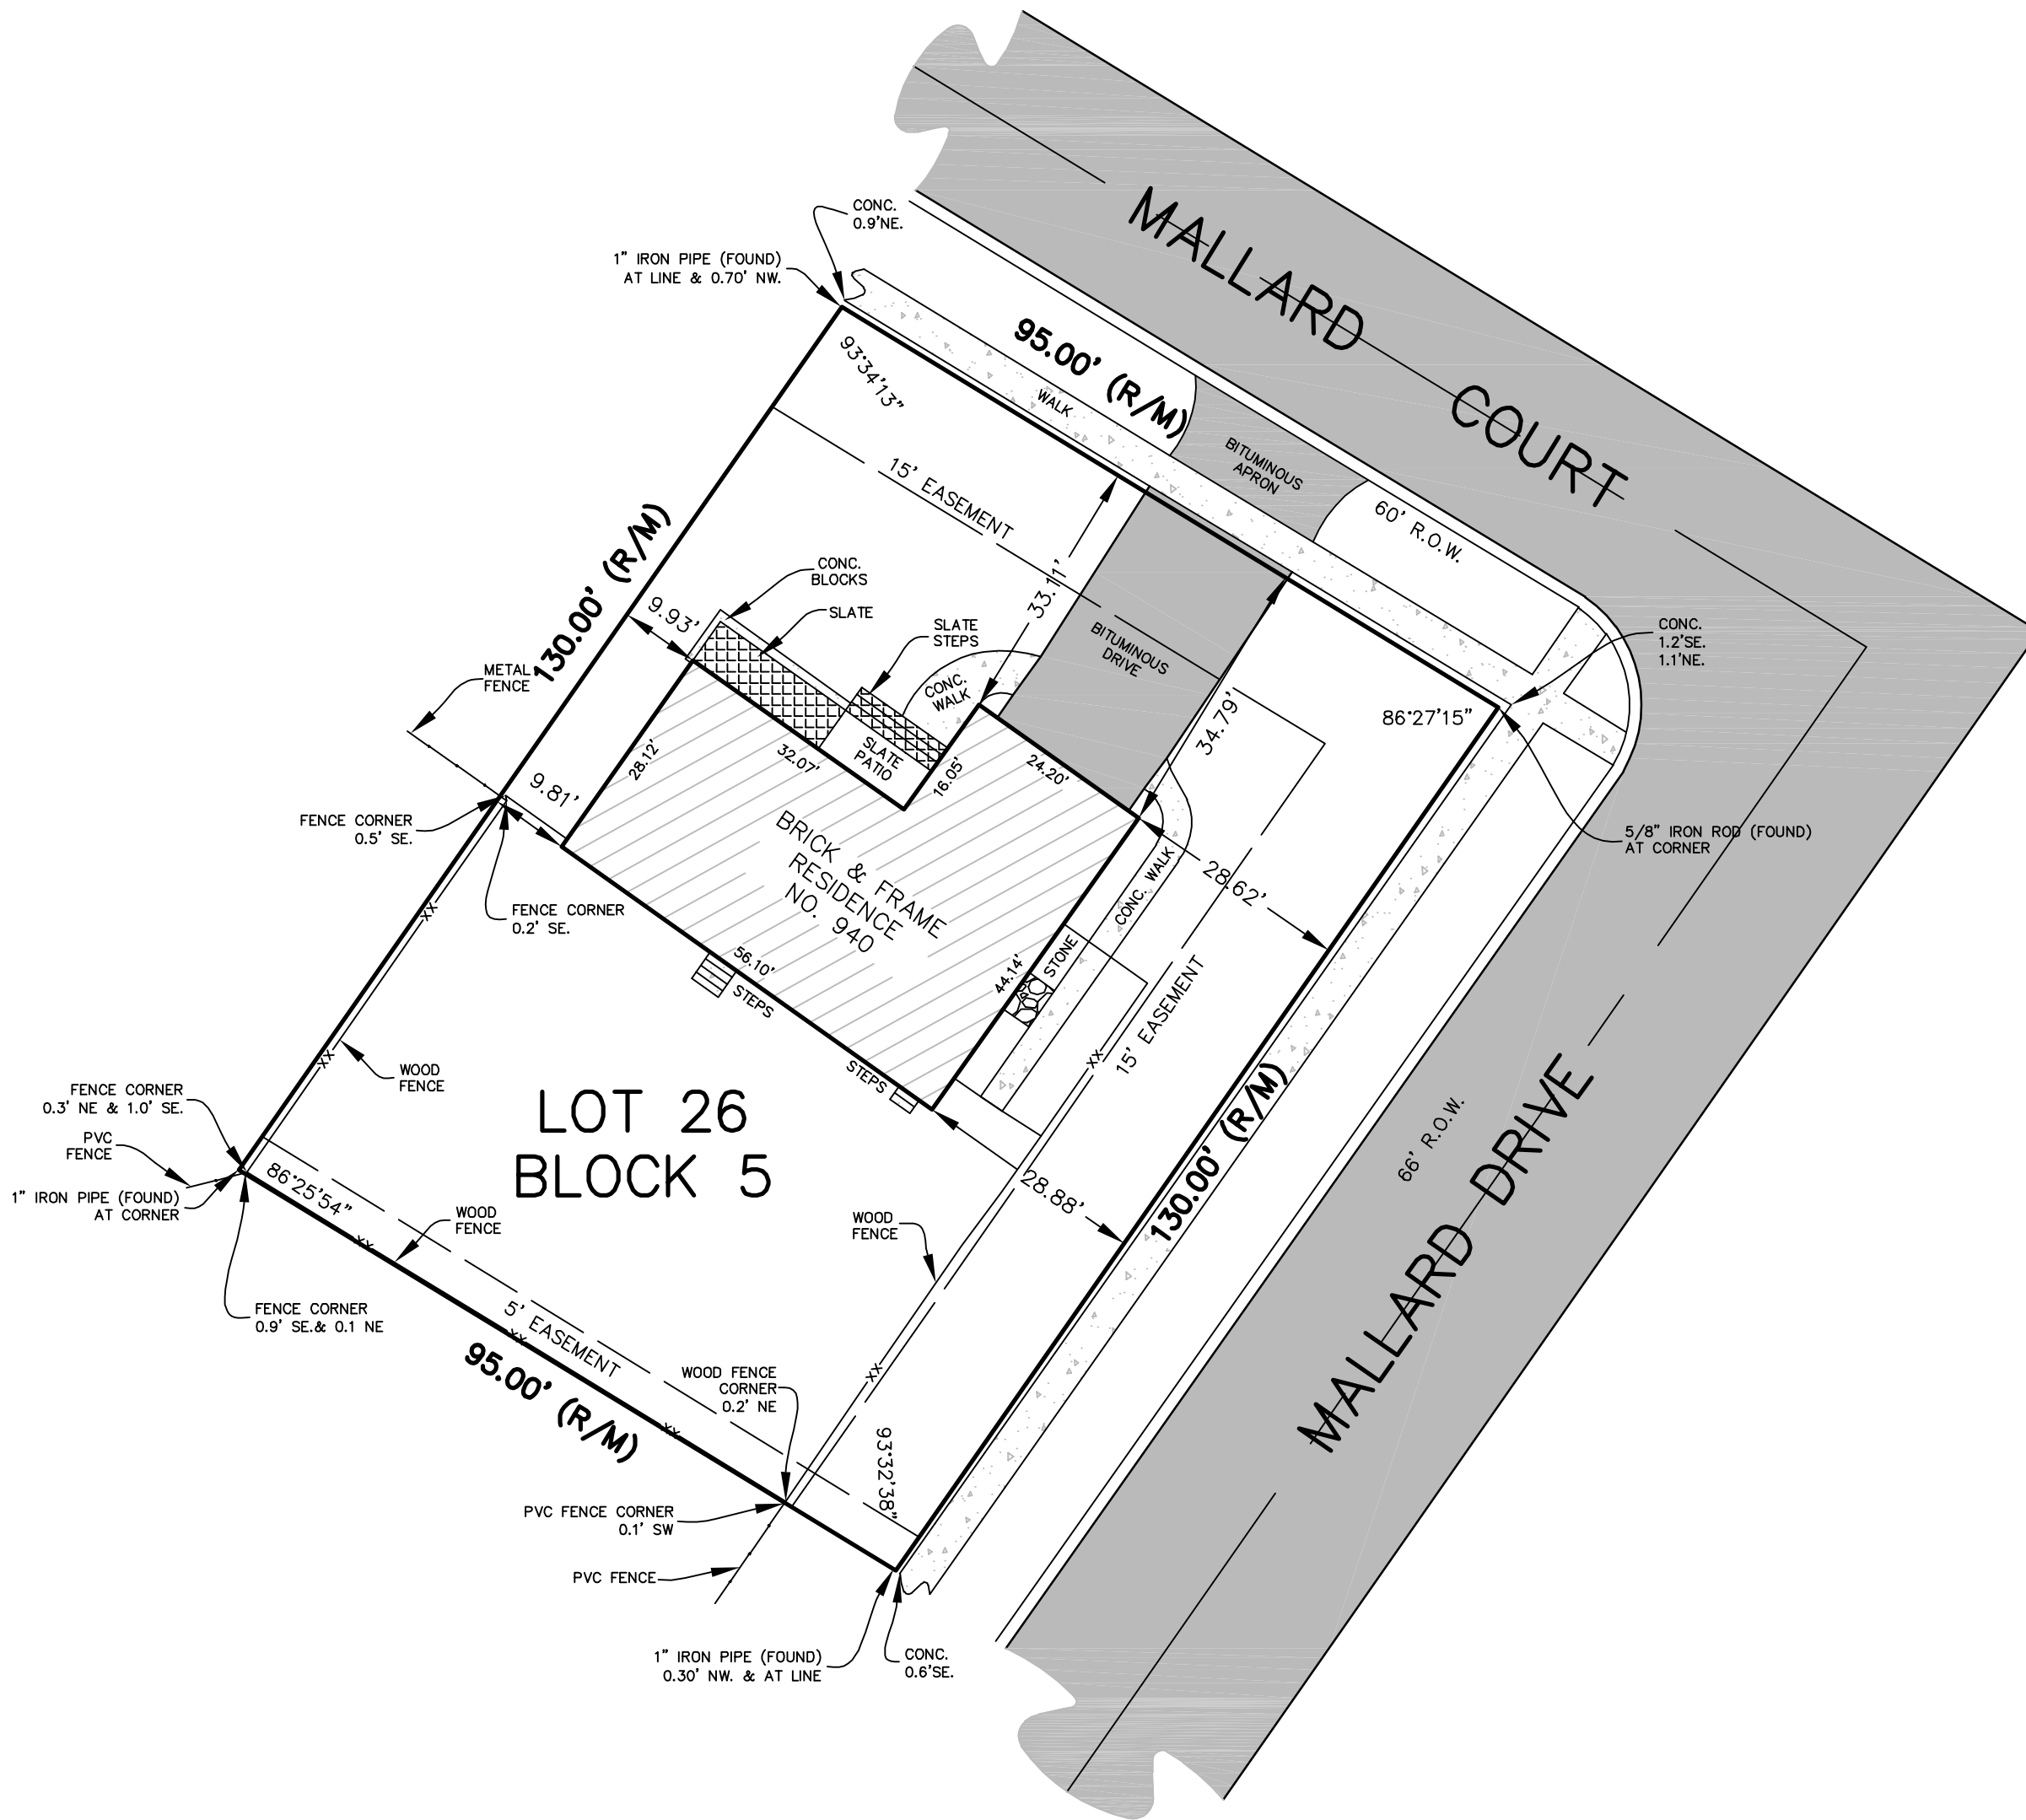 MALLARD COURT
CONC.
0.9'NE.
1" IRON PIPE (FOUND)
AT LINE & 0.70' NW.
95.00' (R/M)
93°34'13"
WALK
BITUMINOUS
APRON
60' R.O.W.
15' EASEMENT
130.00' (R/M)
33.11'
CONC.
BLOCKS
SLATE
SLATE
STEPS
9.93'
BITUMINOUS
DRIVE
CONC.
1.2'SE.
1.1'NE.
METAL
FENCE
CONC.
WALK
34.79'
86°27'15"
28.12'
32.07'
SLATE
PATIO
16.05'
24.20'
9.81'
FENCE CORNER
0.5' SE.
5/8" IRON ROD (FOUND)
AT CORNER
BRICK & FRAME
RESIDENCE
NO. 940
28.62'
CONC. WALK
FENCE CORNER
0.2' SE.
STONE
44.14'
56.10'
STEPS
15' EASEMENT
WOOD
FENCE
STEPS
FENCE CORNER
0.3' NE & 1.0' SE.
LOT 26
BLOCK 5
66' R.O.W.
MALLARD DRIVE
130.00' (R/M)
PVC
FENCE
86°25'54"
1" IRON PIPE (FOUND)
AT CORNER
28.88'
WOOD
FENCE
WOOD
FENCE
FENCE CORNER
0.9' SE.& 0.1 NE
5' EASEMENT
95.00' (R/M)
WOOD FENCE
CORNER
0.2' NE
93°32'38"
PVC FENCE CORNER
0.1' SW
PVC FENCE
1" IRON PIPE (FOUND)
0.30' NW. & AT LINE
CONC.
0.6'SE.